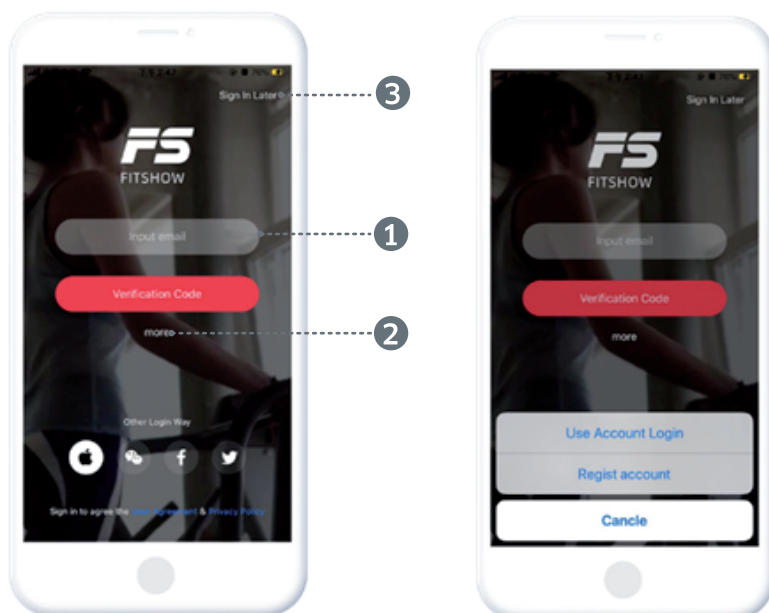 Sign In Later
3
FS
FITSHOW
Input email
1
Verification Code
more
2
Other Login Way
Sign in to agree the User Agreement & Privacy Policy
Sign In Later
FS
FITSHOW
Input email
Verification Code
more
Use Account Login
Regist account
Cancle